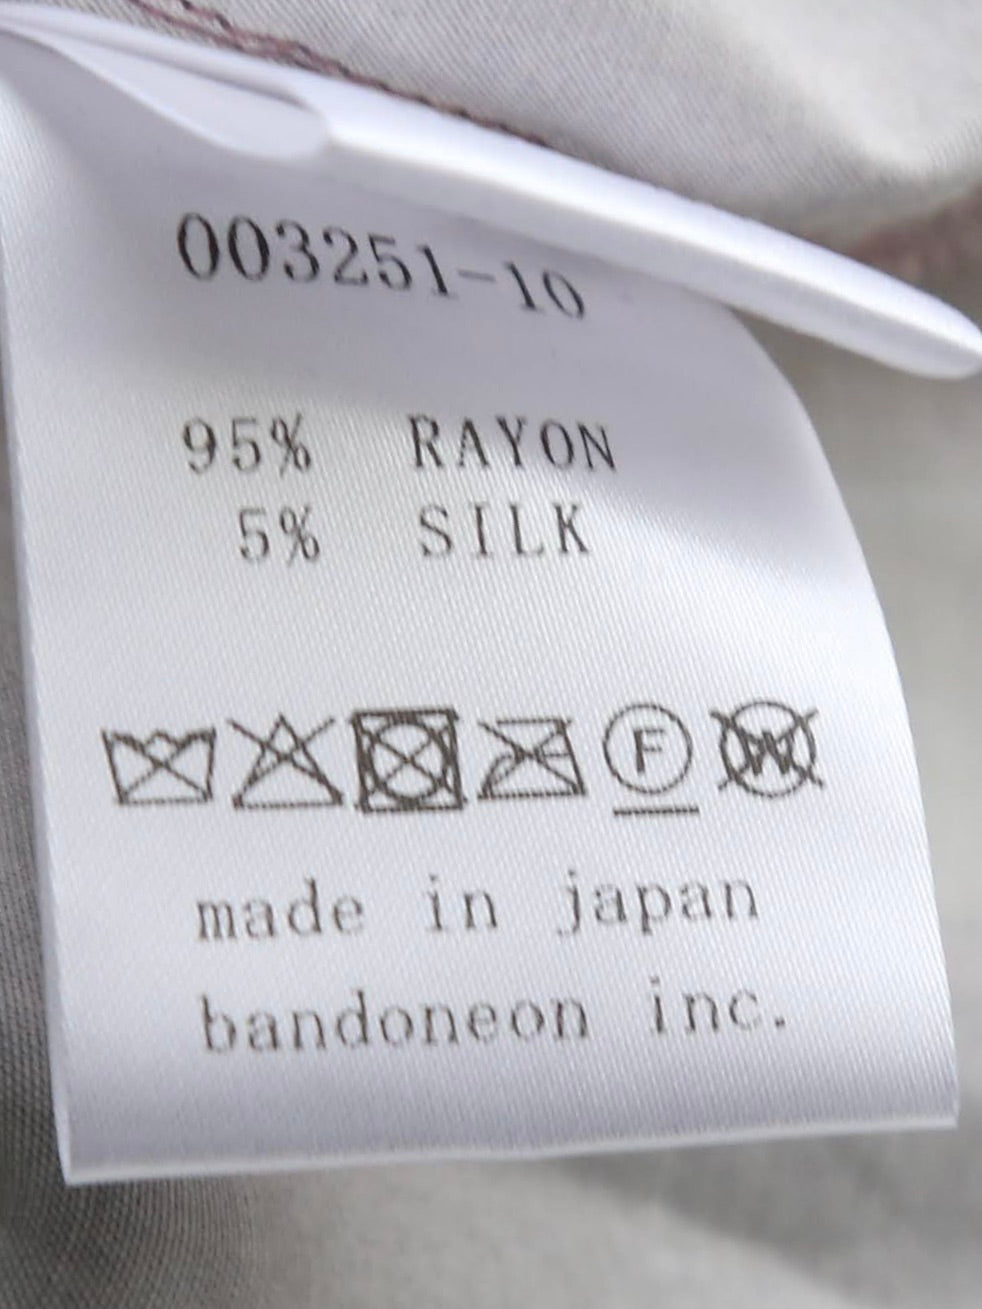 003251-10
95% RAYON
5% SILK
F W
made in japan
bandoneon inc.